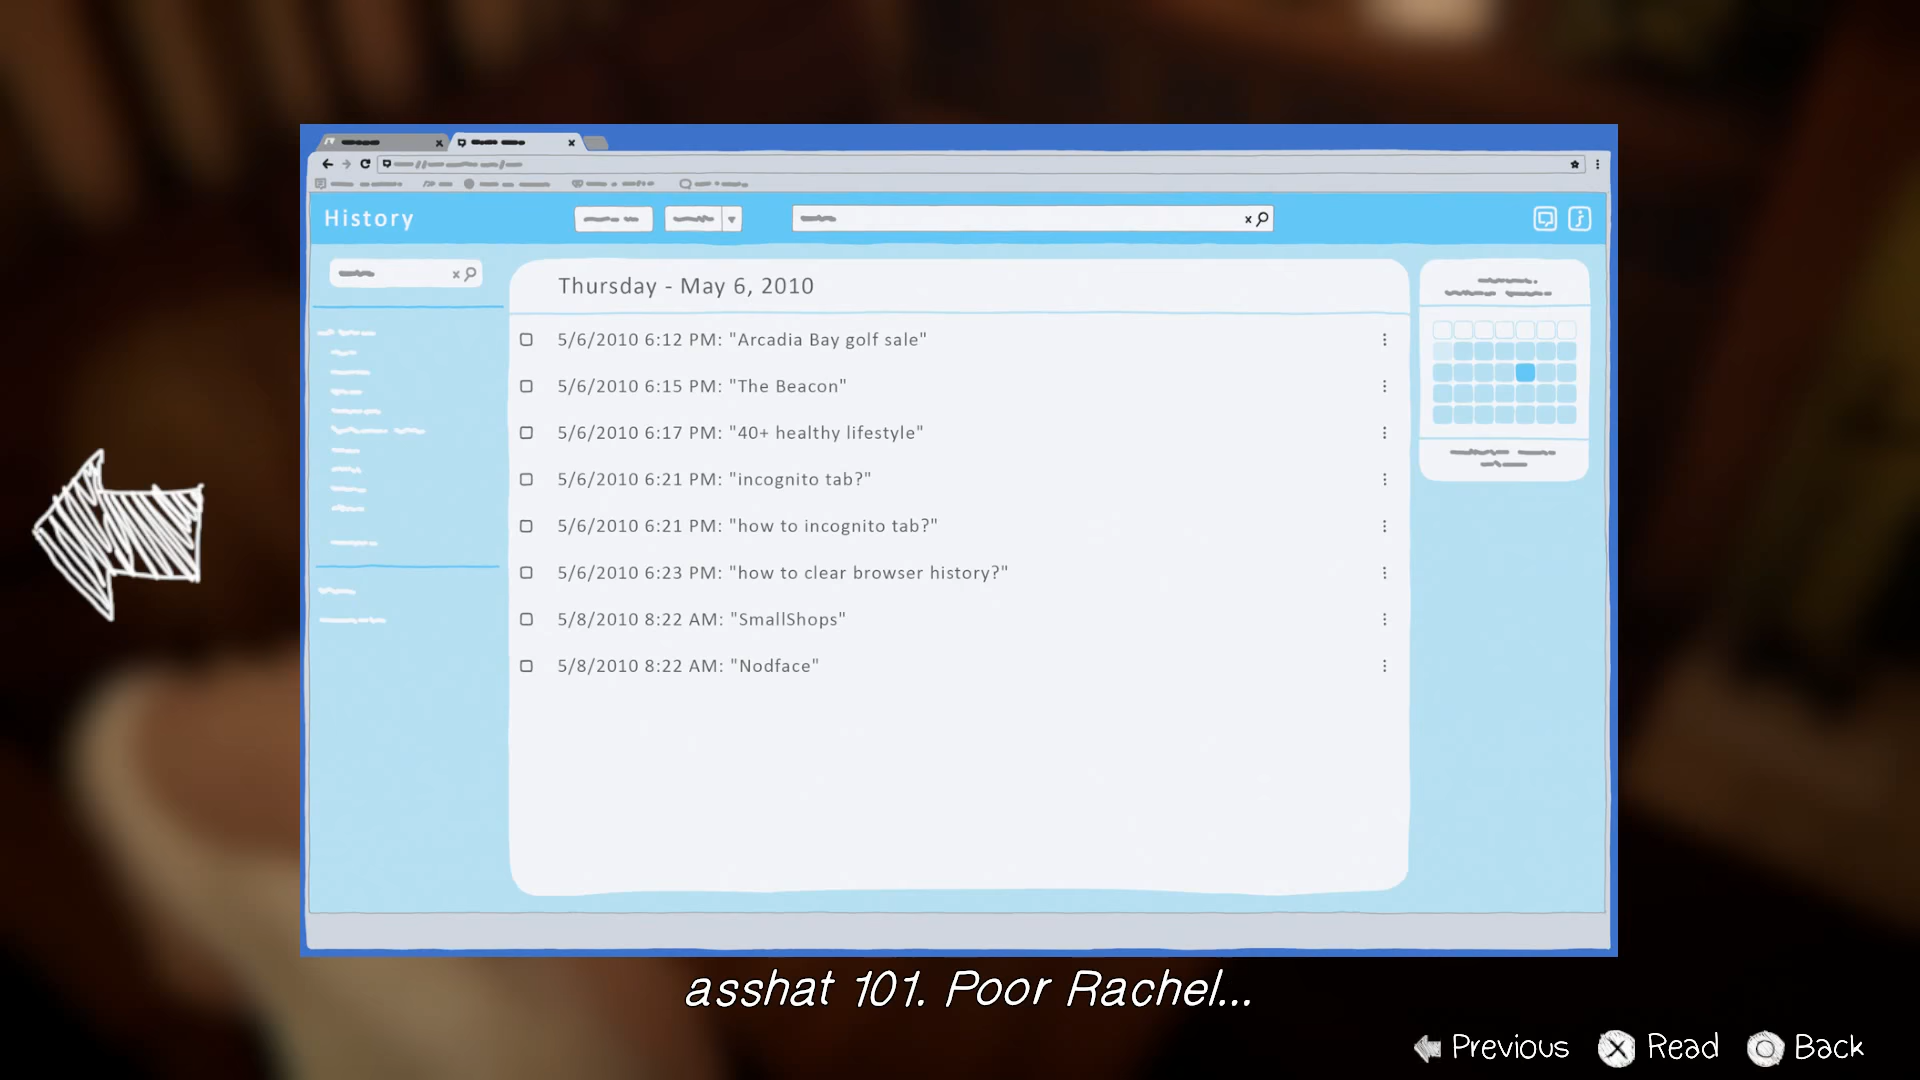 History
Thursday - May 6, 2010
5/6/2010 6:12 PM: "Arcadia Bay golf sale"
5/6/2010 6:15 PM: "The Beacon"
5/6/2010 6:17 PM: "40+ healthy lifestyle"
5/6/2010 6:21 PM: "incognito tab?"
5/6/2010 6:21 PM: "how to incognito tab?"
5/6/2010 6:23 PM: "how to clear browser history?"
5/8/2010 8:22 AM: "SmallShops"
5/8/2010 8:22 AM: "Nodface"
asshat 101. Poor Rachel...
Previous Read Back